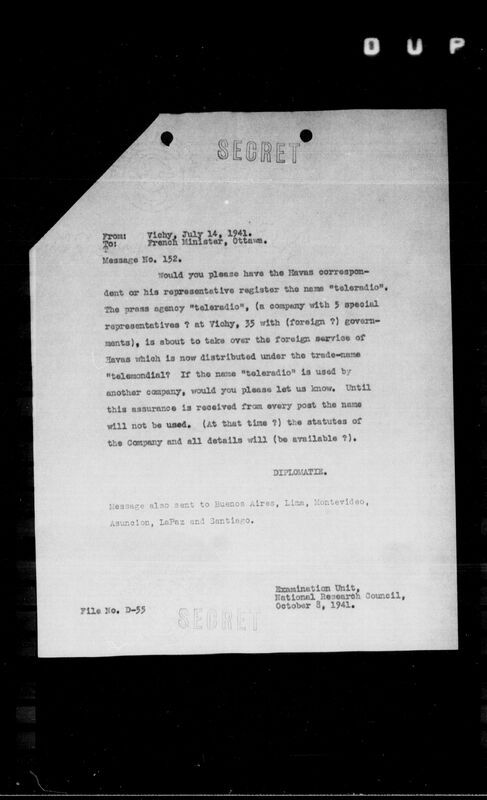 O U P
SECRET
From: Vichy, July 14, 1941.
To: French Minister, Ottawa.
Message No. 152.
Would you please have the Havas correspon-
dent or his representative register the name "teleradio".
The press agency "teleradio", (a company with 5 special
representatives ? at Vichy, 35 with (foreign ?) govern-
ments), is about to take over the foreign service of
Havas which is now distributed under the trade-name
"telemondial? If the name "teleradio" is used by
another company, would you please let us know. Until
this assurance is received from every post the name
will not be used. (At that time ?) the statutes of
the Company and all details will (be available ?).
DIPLOMATIE.
Message also sent to Buenos Aires, Lima, Montevideo,
Asuncion, LaPaz and Santiago.
Examination Unit,
National Research Council,
October 8, 1941.
File No. D-55
SECRET